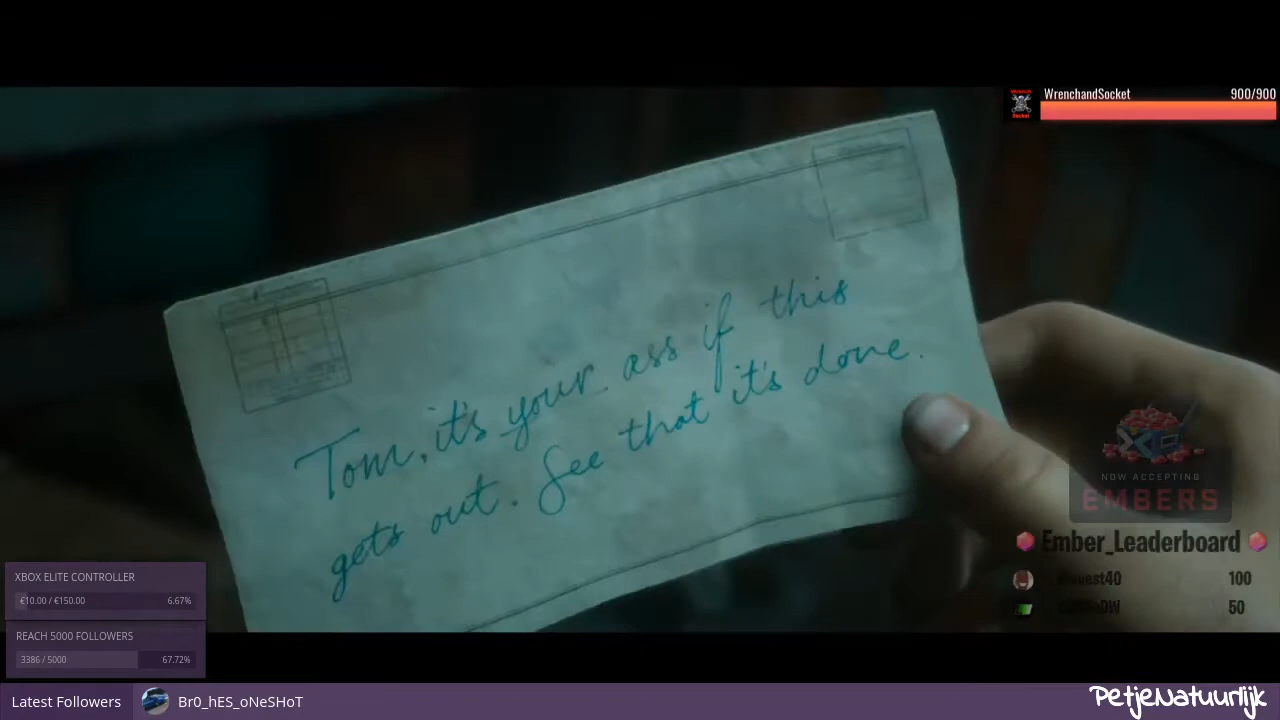 WrenchandSocket 900/900
Wrench
Socket
Tom, it's your ass if this
gets out. See that it's done.
NOW ACCEPTING
EMBERS
Ember_Leaderboard
100
50
XBOX ELITE CONTROLLER
€10.00 / €150.00 6.67%
REACH 5000 FOLLOWERS
3386 / 5000 67.72%
Latest Followers Br0_hES_oNeSHoT
PetjeNatuurlijk